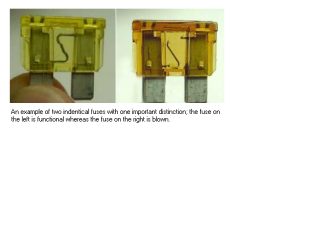 An example of two indentical fuses with one important distinction; the fuse on
the left is functional whereas the fuse on the right is blown.